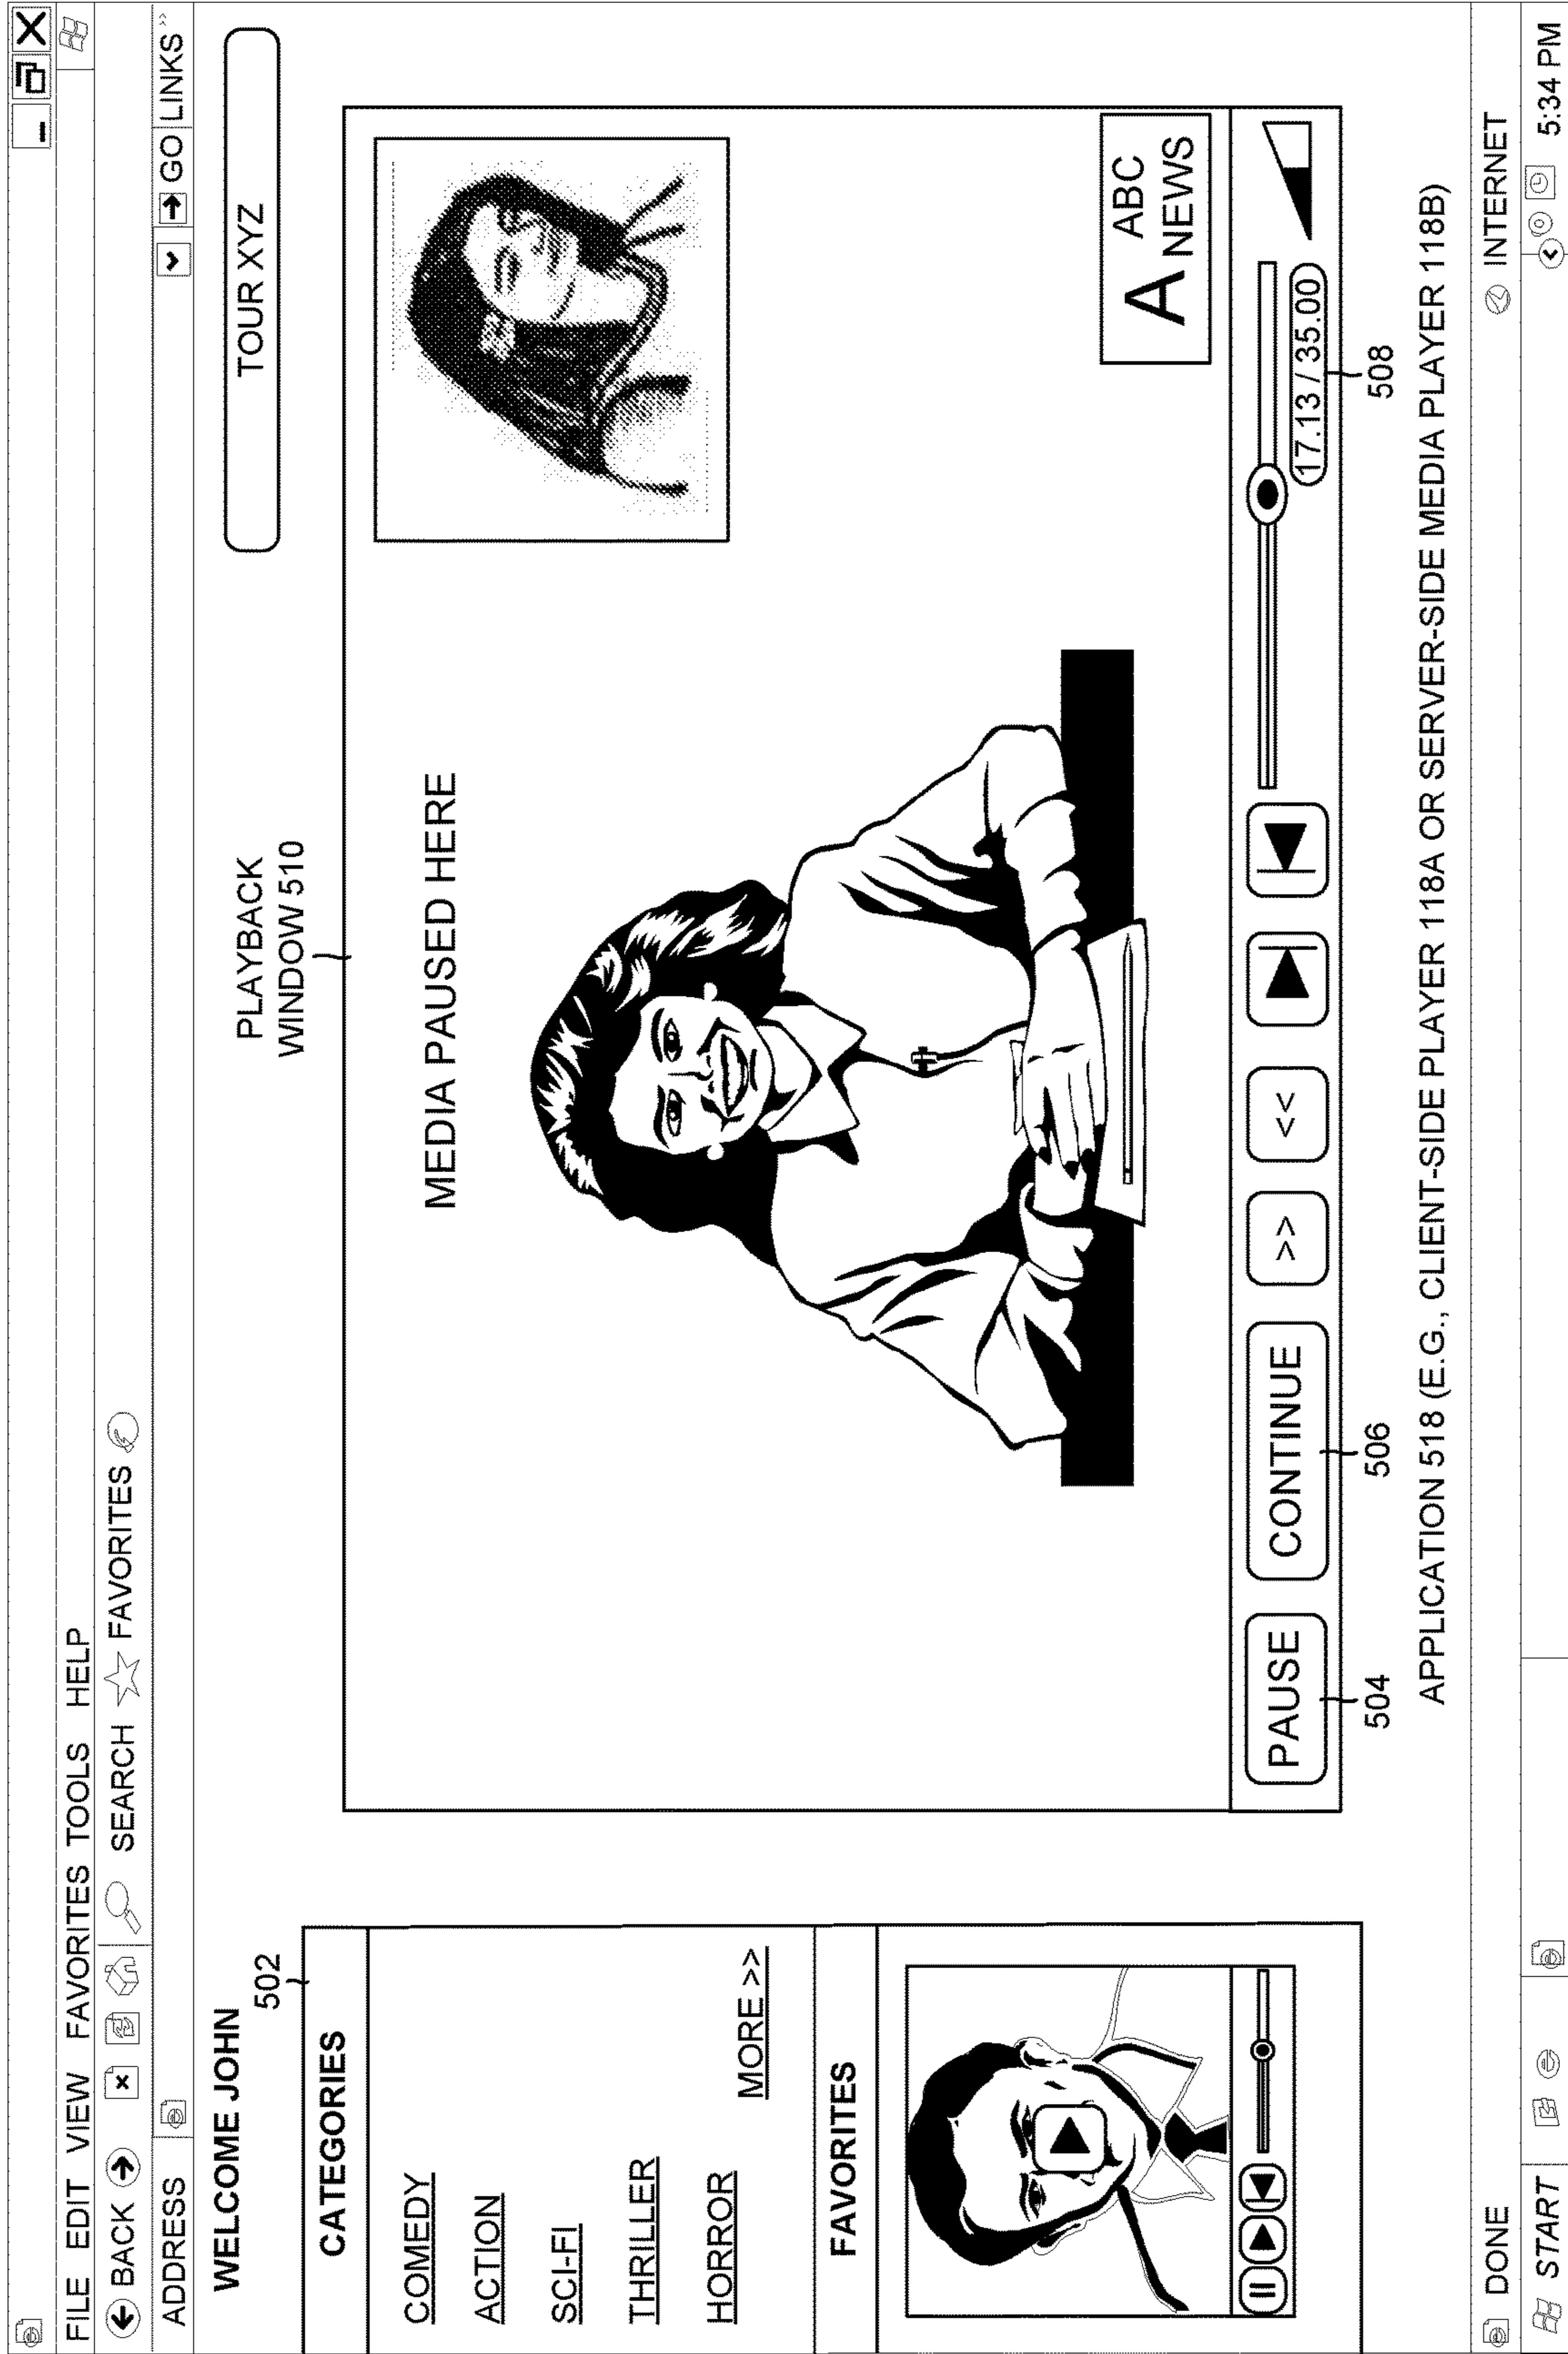 FILE EDIT VIEW FAVORITES TOOLS HELP
BACK SEARCH FAVORITES
ADDRESS GO LINKS >>
WELCOME JOHN
TOUR XYZ
502
PLAYBACK
WINDOW 510
CATEGORIES
COMEDY
ACTION
SCI-FI
THRILLER
HORROR
MORE >>
FAVORITES
MEDIA PAUSED HERE
ABC
A NEWS
PAUSE CONTINUE >> <<
17.13 / 35.00
504 506 508
APPLICATION 518 (E.G., CLIENT-SIDE PLAYER 118A OR SERVER-SIDE MEDIA PLAYER 118B)
DONE INTERNET
START 5:34 PM